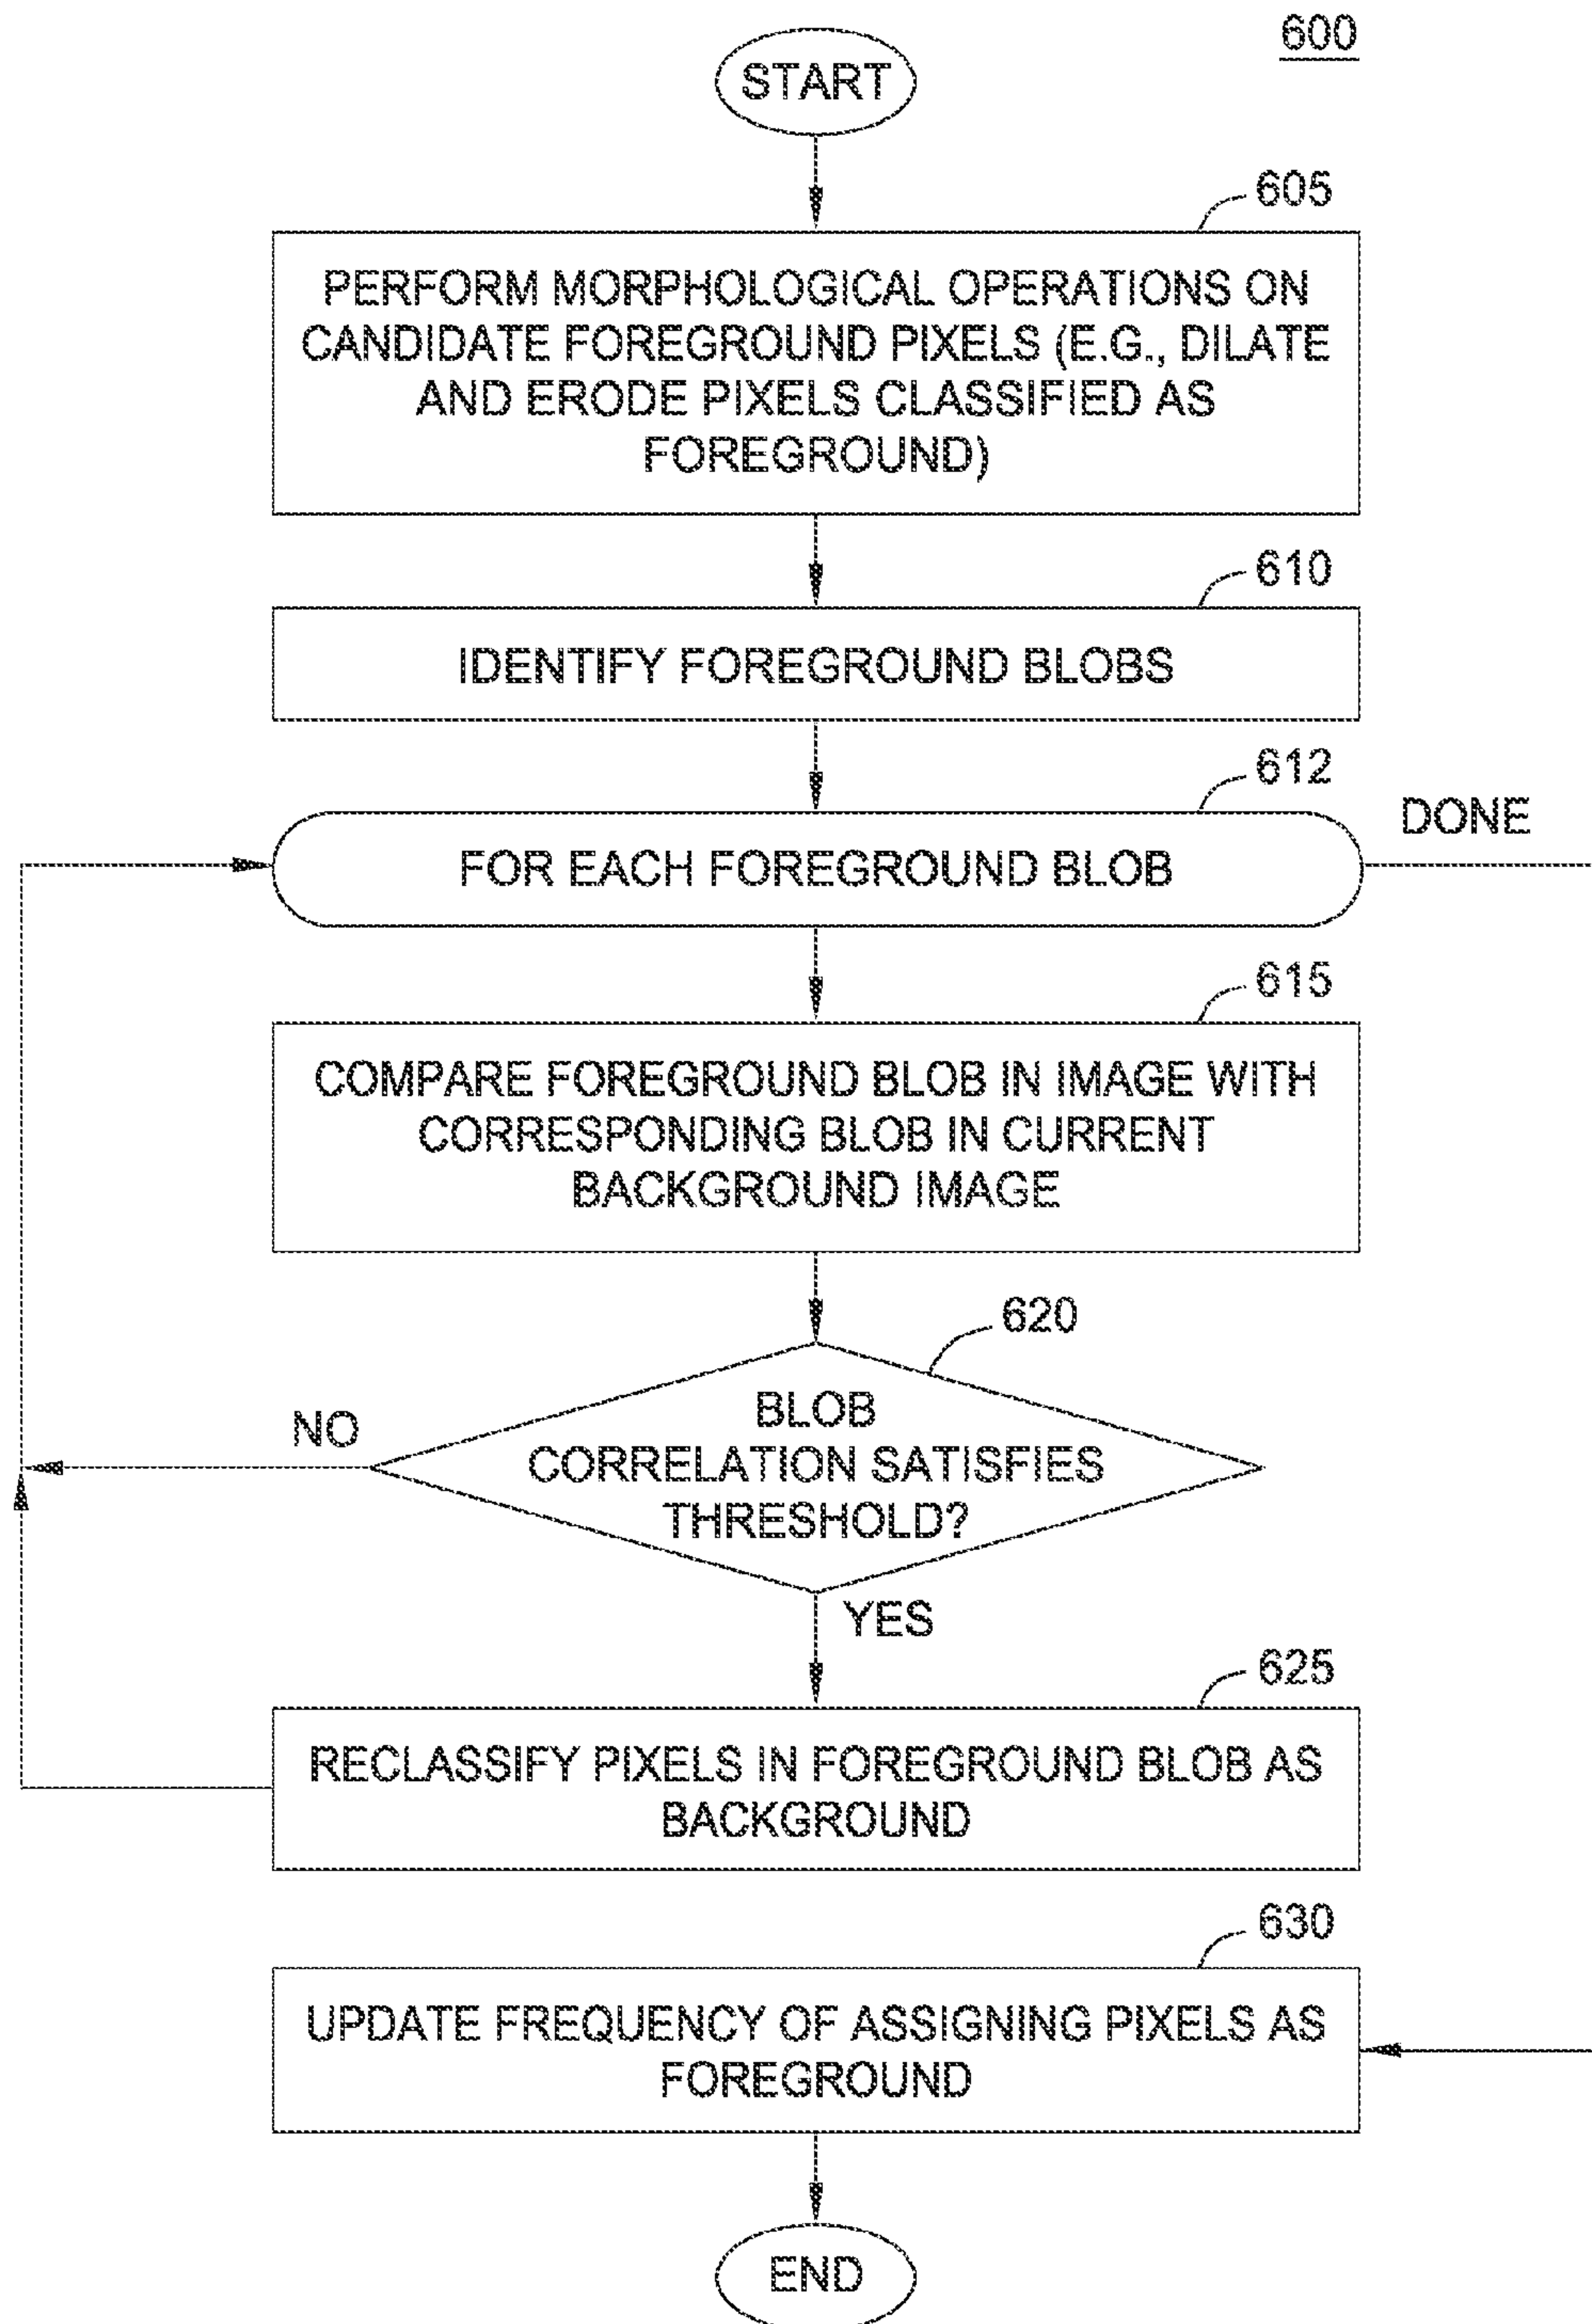 600
START
605
PERFORM MORPHOLOGICAL OPERATIONS ON
CANDIDATE FOREGROUND PIXELS (E.G., DILATE
AND ERODE PIXELS CLASSIFIED AS
FOREGROUND)
610
IDENTIFY FOREGROUND BLOBS
612
DONE
FOR EACH FOREGROUND BLOB
615
COMPARE FOREGROUND BLOB IN IMAGE WITH
CORRESPONDING BLOB IN CURRENT
BACKGROUND IMAGE
620
NO
BLOB
CORRELATION SATISFIES
THRESHOLD?
YES
625
RECLASSIFY PIXELS IN FOREGROUND BLOB AS
BACKGROUND
630
UPDATE FREQUENCY OF ASSIGNING PIXELS AS
FOREGROUND
END